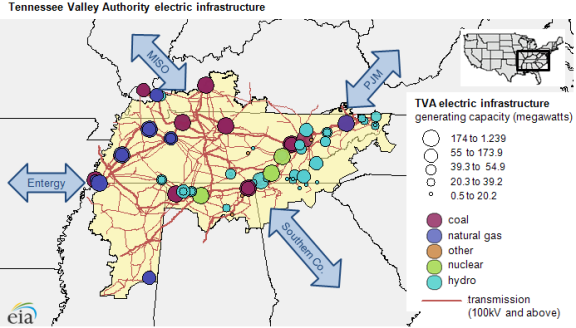 Tennessee Valley Authority electric infrastructure
MISO
PJM
Entergy
Southern Co.
TVA electric infrastructure
generating capacity (megawatts)
174 to 1.239
55 to 173.9
39.3 to 54.9
20.3 to 39.2
0.5 to 20.2
coal
natural gas
other
nuclear
hydro
transmission
(100kV and above)
eia